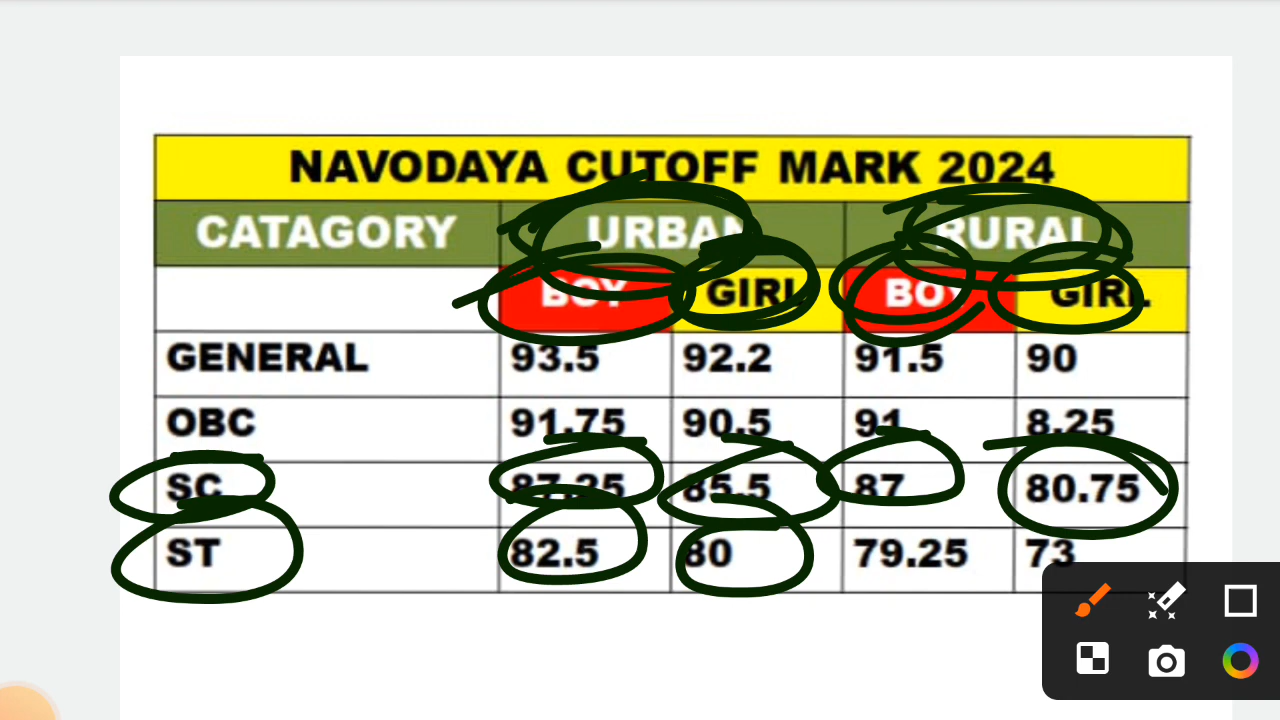 NAVODAYA CUTOFF MARK 2024
CATAGORY URBAN RURAL
BOY GIRL BOY GIRL
GENERAL 93.5 92.2 91.5 90
OBC 91.75 90.5 91 8.25
SC 87.25 85.5 87 80.75
ST 82.5 80 79.25 73